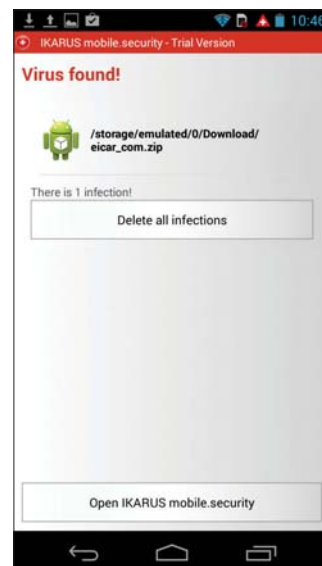 10:46
IKARUS mobile.security - Trial Version
Virus found!
/storage/emulated/0/Download/
eicar_com.zip
There is 1 infection!
Delete all infections
Open IKARUS mobile.security